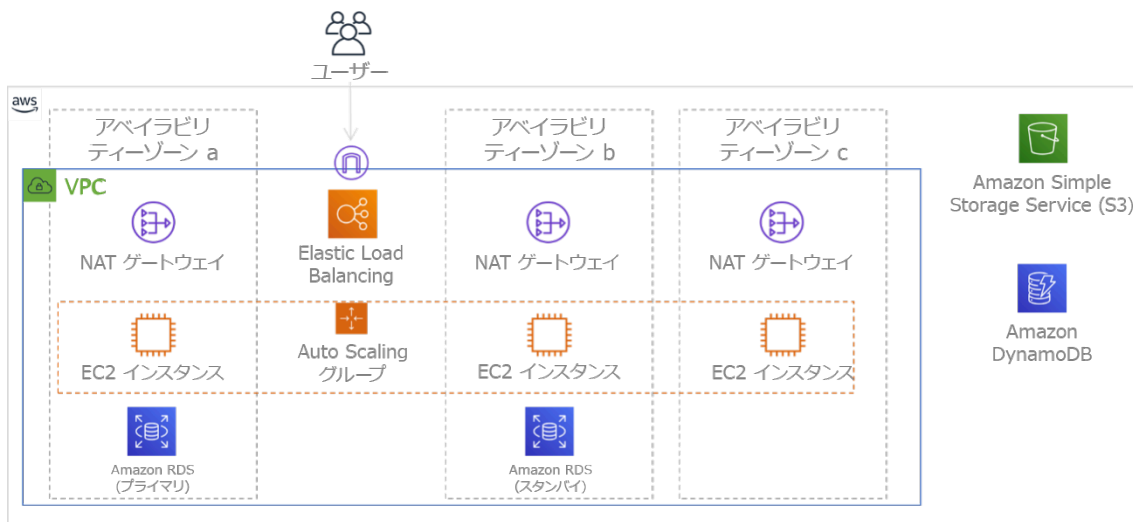 ユーザー
aws
アベイラビリ
ティーゾーン a
アベイラビリ
ティーゾーン b
アベイラビリ
ティーゾーン c
VPC
Amazon Simple
Storage Service (S3)
NAT ゲートウェイ
Elastic Load
Balancing
NAT ゲートウェイ
NAT ゲートウェイ
Amazon
DynamoDB
EC2 インスタンス
Auto Scaling
グループ
EC2 インスタンス
EC2 インスタンス
Amazon RDS
(プライマリ)
Amazon RDS
(スタンバイ)